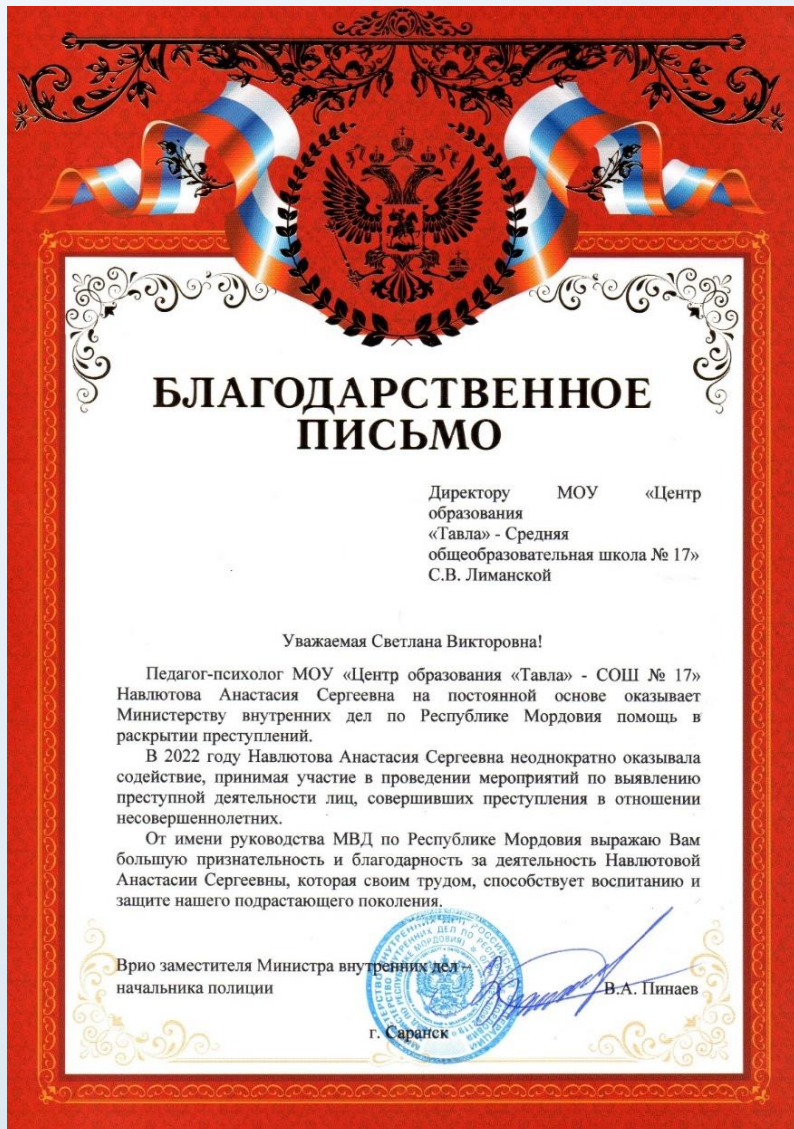 БЛАГОДАРСТВЕННОЕ
ПИСЬМО
Директору МОУ «Центр
образования
«Тавла» - Средняя
общеобразовательная школа № 17»
С.В. Лиманской
Уважаемая Светлана Викторовна!
Педагог-психолог МОУ «Центр образования «Тавла» - СОШ № 17»
Навлютова Анастасия Сергеевна на постоянной основе оказывает
Министерству внутренних дел по Республике Мордовия помощь в
раскрытии преступлений.
В 2022 году Навлютова Анастасия Сергеевна неоднократно оказывала
содействие, принимая участие в проведении мероприятий по выявлению
преступной деятельности лиц, совершивших преступления в отношении
несовершеннолетних.
От имени руководства МВД по Республике Мордовия выражаю Вам
большую признательность и благодарность за деятельность Навлютовой
Анастасии Сергеевны, которая своим трудом, способствует воспитанию и
защите нашего подрастающего поколения.
Врио заместителя Министра внутренних дел –
начальника полиции
В.А. Пинаев
г. Саранск